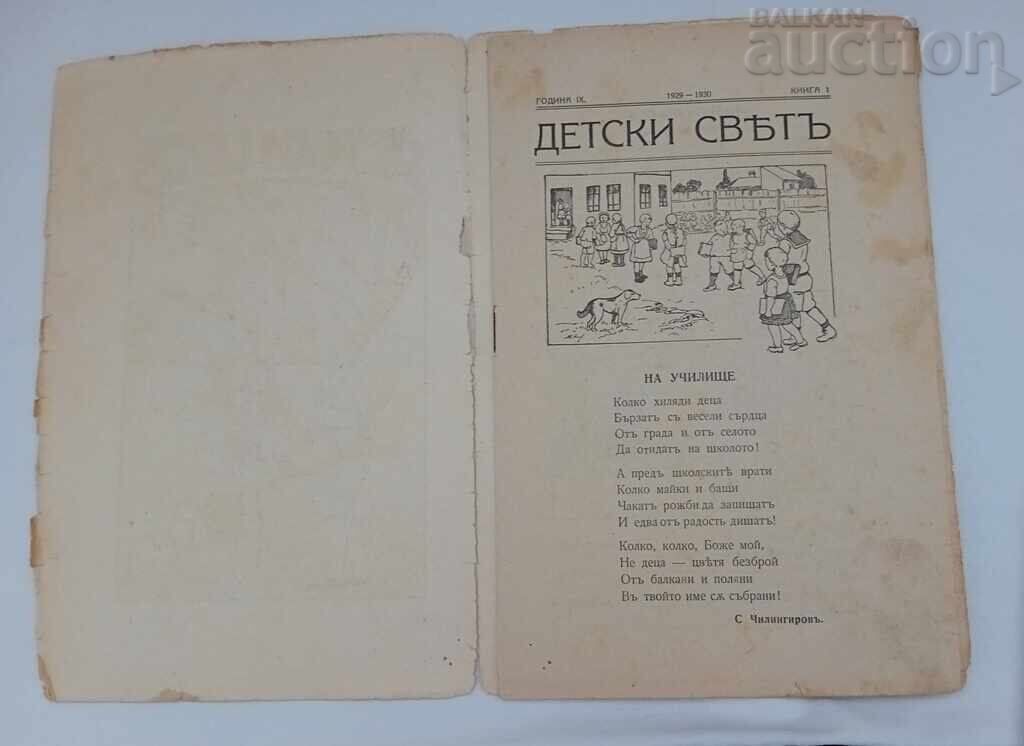 BALKAN
auction
ГОДИНА IX. 1929 — 1930 КНИГА 1
ДЕТСКИ СВѢТЪ
НА УЧИЛИЩЕ
Колко хиляди деца
Бързатъ съ весели сърдца
Отъ града и отъ селото
Да отидатъ на школото!
А предъ школскитѣ врати
Колко майки и бащи
Чакатъ рожби да запишатъ
И едва отъ радость дишатъ!
Колко, колко, Боже мой,
Не деца — цвѣтя безброй
Отъ балкани и поляни
Въ твойто име сѫ събрани!
С Чилингировъ.